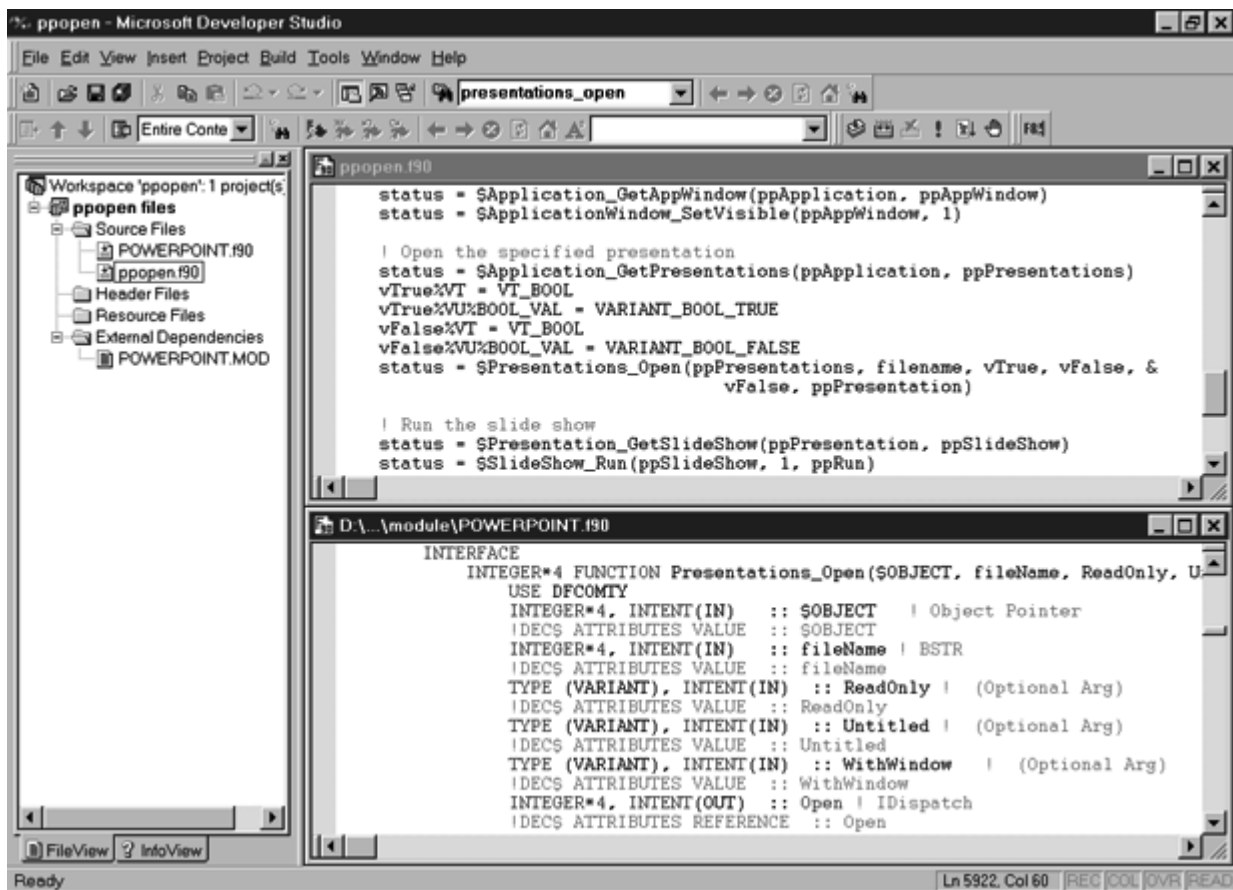 ppopen - Microsoft Developer Studio
File Edit View Insert Project Build Tools Window Help
presentations_open
Entire Conte
Workspace 'ppopen': 1 project(s
ppopen files
Source Files
POWERPOINT.f90
ppopen.f90
Header Files
Resource Files
External Dependencies
POWERPOINT.MOD
FileView InfoView
ppopen.f90
status = $Application_GetAppWindow(ppApplication, ppAppWindow)
status = $ApplicationWindow_SetVisible(ppAppWindow, 1)
! Open the specified presentation
status = $Application_GetPresentations(ppApplication, ppPresentations)
vTrue%VT = VT_BOOL
vTrue%VU%BOOL_VAL = VARIANT_BOOL_TRUE
vFalse%VT = VT_BOOL
vFalse%VU%BOOL_VAL = VARIANT_BOOL_FALSE
status = $Presentations_Open(ppPresentations, filename, vTrue, vFalse, &
vFalse, ppPresentation)
! Run the slide show
status = $Presentation_GetSlideShow(ppPresentation, ppSlideShow)
status = $SlideShow_Run(ppSlideShow, 1, ppRun)
D:\...\module\POWERPOINT.f90
INTERFACE
INTEGER*4 FUNCTION Presentations_Open($OBJECT, fileName, ReadOnly, U
USE DFCOMTY
INTEGER*4, INTENT(IN) :: $OBJECT ! Object Pointer
!DEC$ ATTRIBUTES VALUE :: $OBJECT
INTEGER*4, INTENT(IN) :: fileName ! BSTR
!DEC$ ATTRIBUTES VALUE :: fileName
TYPE (VARIANT), INTENT(IN) :: ReadOnly ! (Optional Arg)
!DEC$ ATTRIBUTES VALUE :: ReadOnly
TYPE (VARIANT), INTENT(IN) :: Untitled ! (Optional Arg)
!DEC$ ATTRIBUTES VALUE :: Untitled
TYPE (VARIANT), INTENT(IN) :: WithWindow ! (Optional Arg)
!DEC$ ATTRIBUTES VALUE :: WithWindow
INTEGER*4, INTENT(OUT) :: Open ! IDispatch
!DEC$ ATTRIBUTES REFERENCE :: Open
Ready
Ln 5922, Col 60 REC COL OVR READ